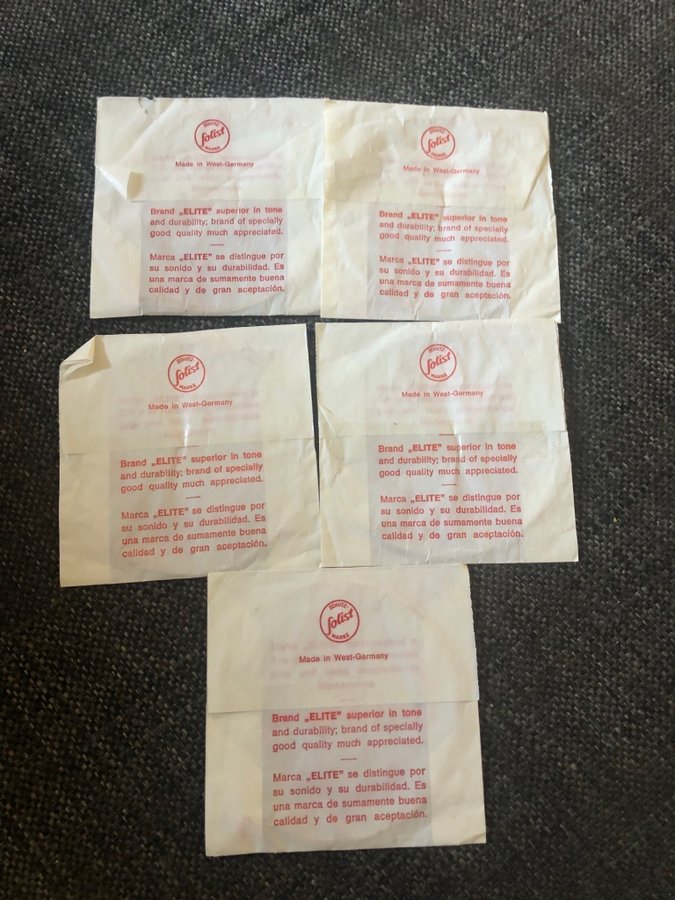 SCHUTZ-
Solist
MARKE
Made in West-Germany
Brand „ELITE" superior in tone
and durability; brand of specially
good quality much appreciated.
Marca „ELITE" se distingue por
su sonido y su durabilidad. Es
una marca de sumamente buena
calidad y de gran aceptación.
SCHUTZ-
Solist
MARKE
Made in West-Germany
Brand „ELITE" superior in tone
and durability; brand of specially
good quality much appreciated.
Marca „ELITE" se distingue por
su sonido y su durabilidad. Es
una marca de sumamente buena
calidad y de gran aceptación.
SCHUTZ-
Solist
MARKE
Made in West-Germany
Brand „ELITE" superior in tone
and durability; brand of specially
good quality much appreciated.
Marca „ELITE" se distingue por
su sonido y su durabilidad. Es
una marca de sumamente buena
calidad y de gran aceptación.
SCHUTZ-
Solist
MARKE
Made in West-Germany
Brand „ELITE" superior in tone
and durability; brand of specially
good quality much appreciated.
Marca „ELITE" se distingue por
su sonido y su durabilidad. Es
una marca de sumamente buena
calidad y de gran aceptación.
SCHUTZ-
Solist
MARKE
Made in West-Germany
Brand „ELITE" superior in tone
and durability; brand of specially
good quality much appreciated.
Marca „ELITE" se distingue por
su sonido y su durabilidad. Es
una marca de sumamente buena
calidad y de gran aceptación.